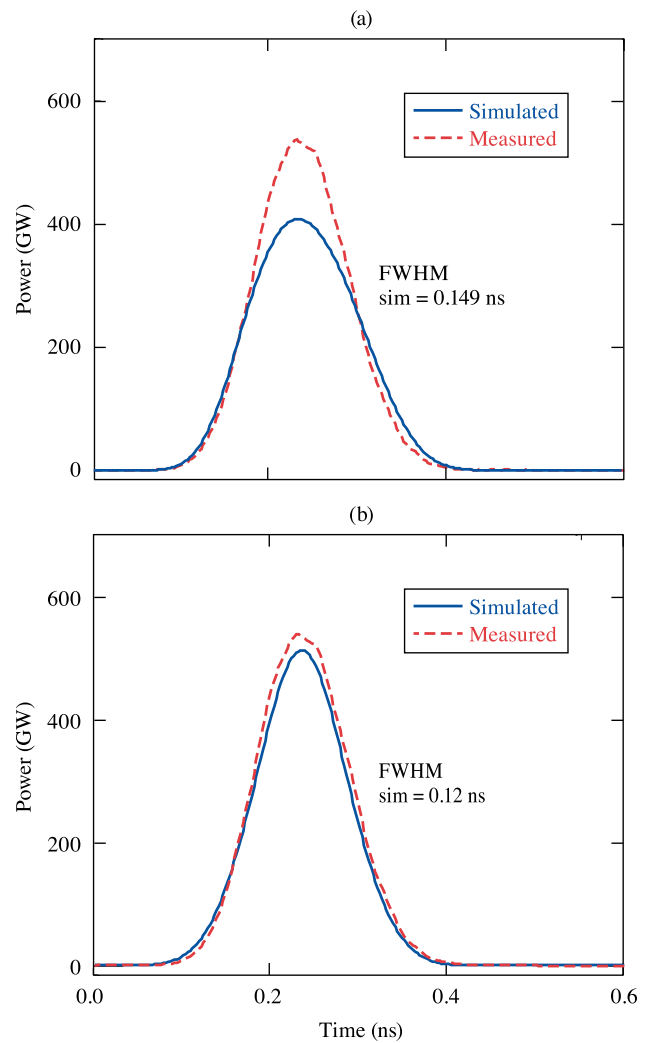 (a)
600
400
200
0
Power (GW)
Simulated
Measured
FWHM
sim = 0.149 ns
(b)
600
400
200
0
Power (GW)
Simulated
Measured
FWHM
sim = 0.12 ns
0.0 0.2 0.4 0.6
Time (ns)